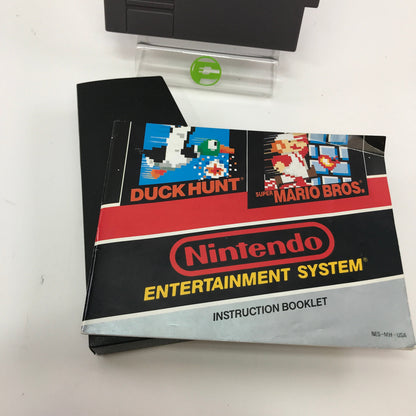 DUCK HUNT
SUPER MARIO BROS.
Nintendo
ENTERTAINMENT SYSTEM®
INSTRUCTION BOOKLET
NES-MH-USA